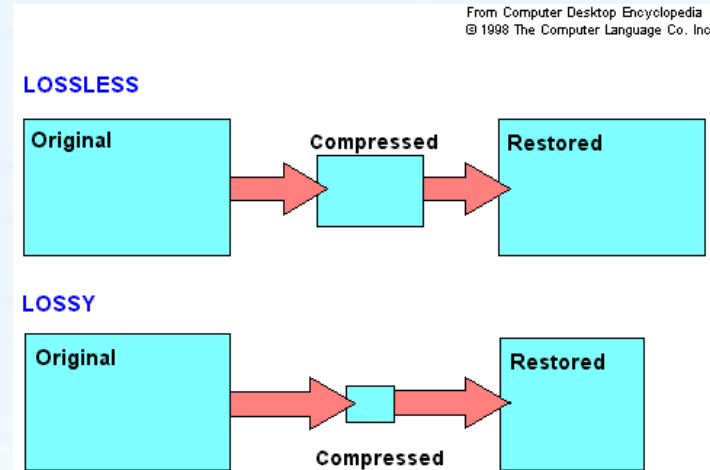 From Computer Desktop Encyclopedia
© 1998 The Computer Language Co. Inc
LOSSLESS
Original
Compressed
Restored
LOSSY
Original
Restored
Compressed